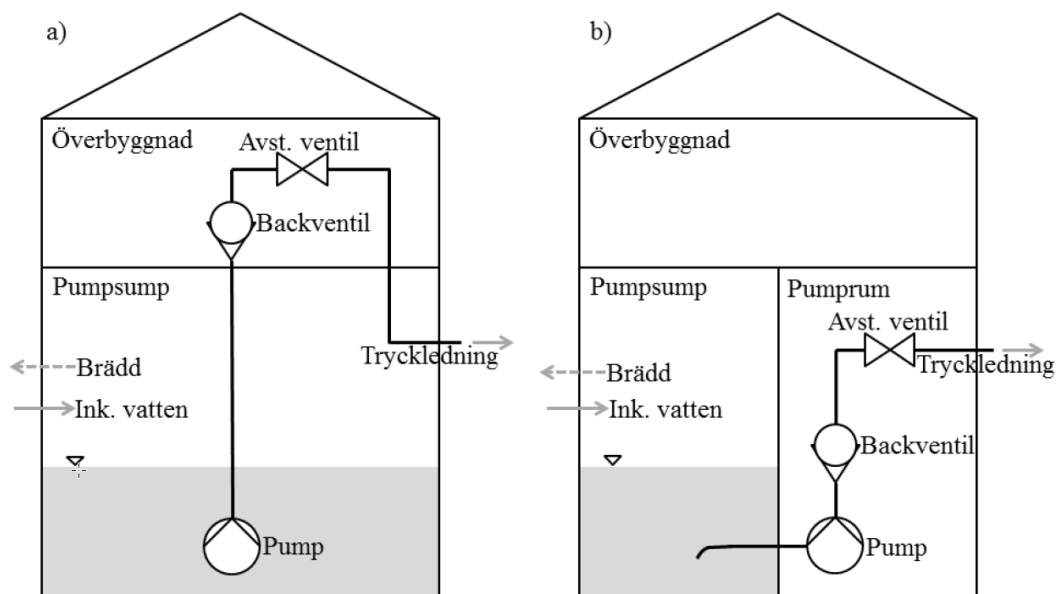 a)
Överbyggnad
Avst. ventil
Backventil
Pumpsump
Tryckledning
Brädd
Ink. vatten
Pump
b)
Överbyggnad
Pumpsump
Pumprum
Avst. ventil
Tryckledning
Brädd
Ink. vatten
Backventil
Pump